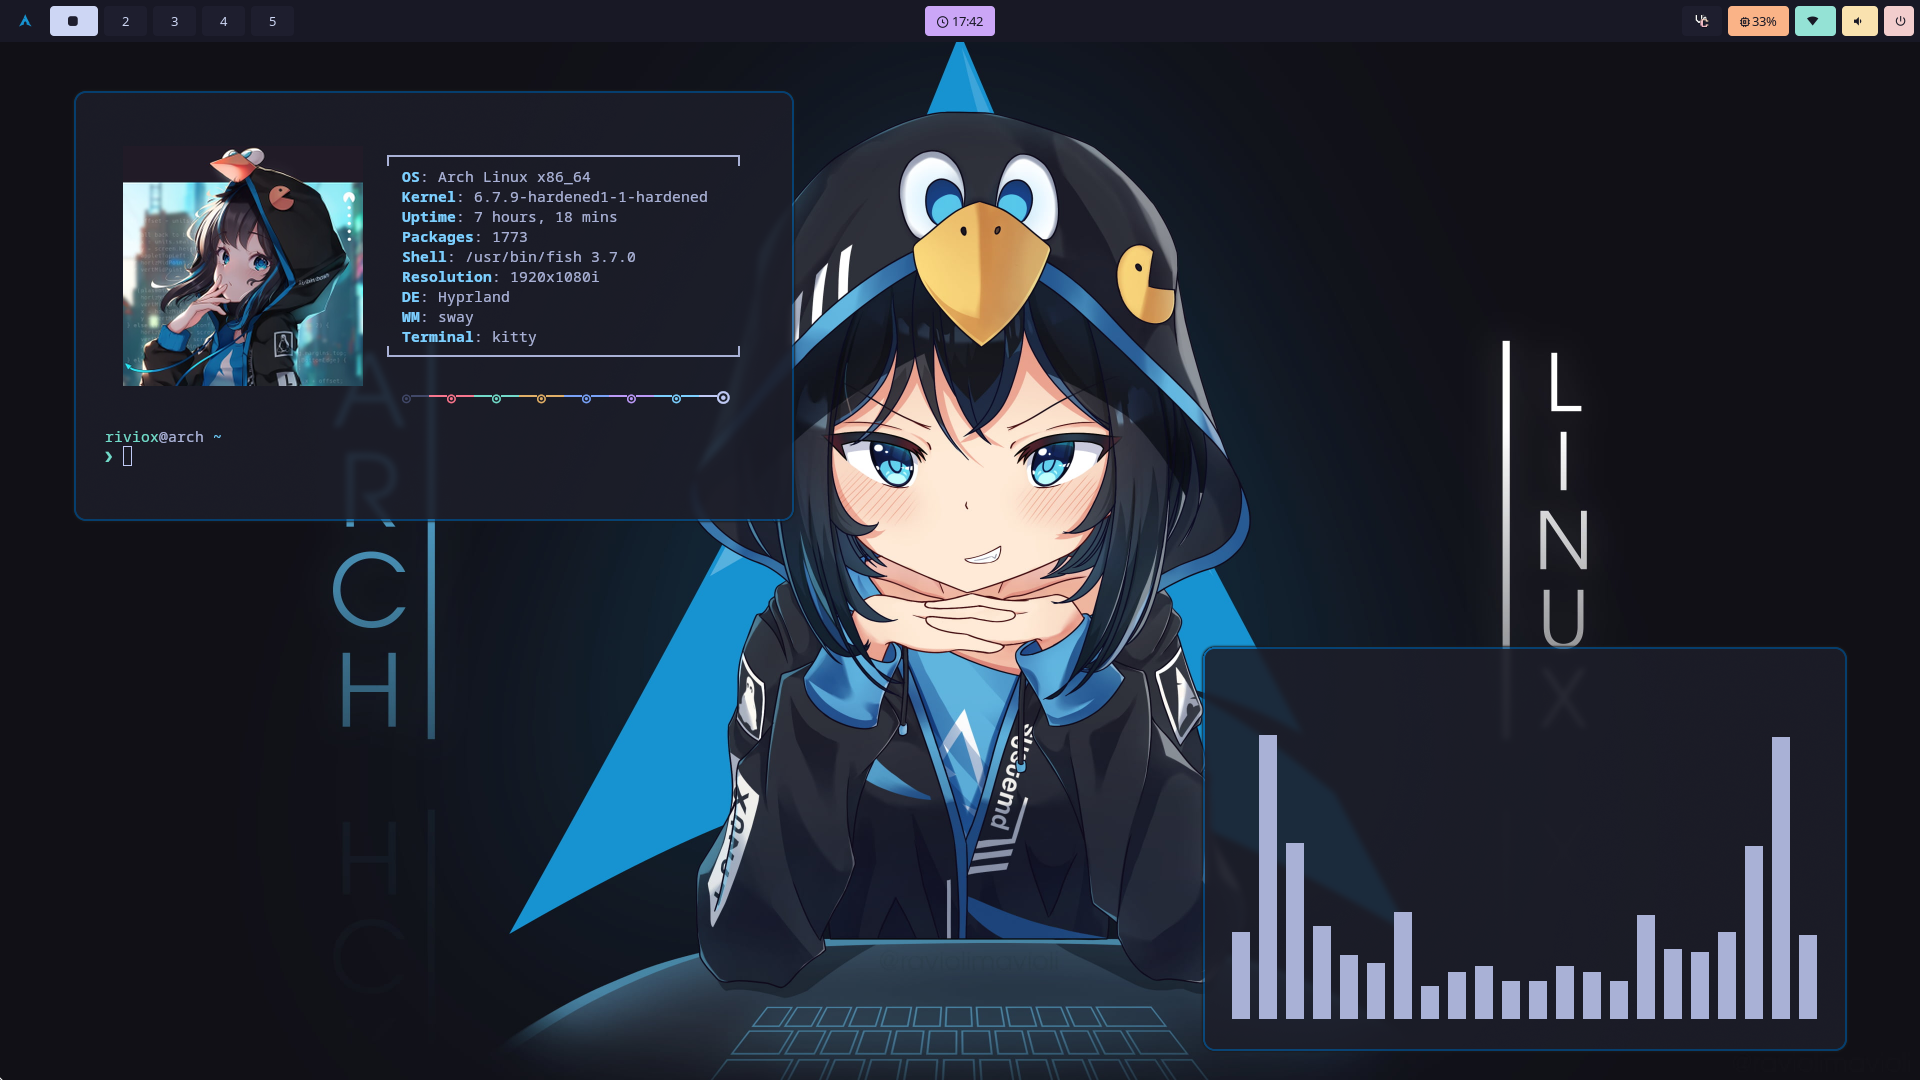 2
3
4
5
17:42
33%
OS: Arch Linux x86_64
Kernel: 6.7.9-hardened1-1-hardened
Uptime: 7 hours, 18 mins
Packages: 1773
Shell: /usr/bin/fish 3.7.0
Resolution: 1920x1080i
DE: Hyprland
WM: sway
Terminal: kitty
riviox@arch ~
❯
ARCH
LINUX
systemd